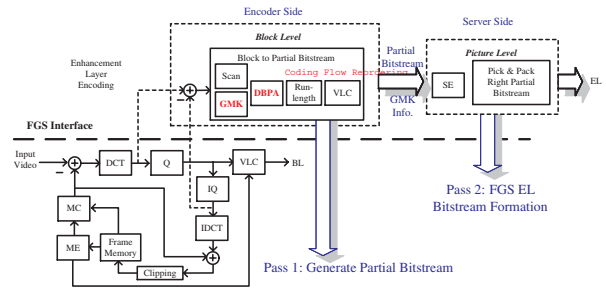 Encoder Side
Server Side
Block Level
Picture Level
Enhancement
Layer
Encoding
Block to Partial Bitstream
Coding Flow Reordering
Scan
GMK
DBPA
Run-
length
VLC
Partial
Bitstream
GMK
Info.
SE
Pick & Pack
Right Partial
Bitstream
EL
FGS Interface
Input
Video
DCT
Q
VLC
BL
IQ
IDCT
MC
ME
Frame
Memory
Clipping
Pass 1: Generate Partial Bitstream
Pass 2: FGS EL
Bitstream Formation